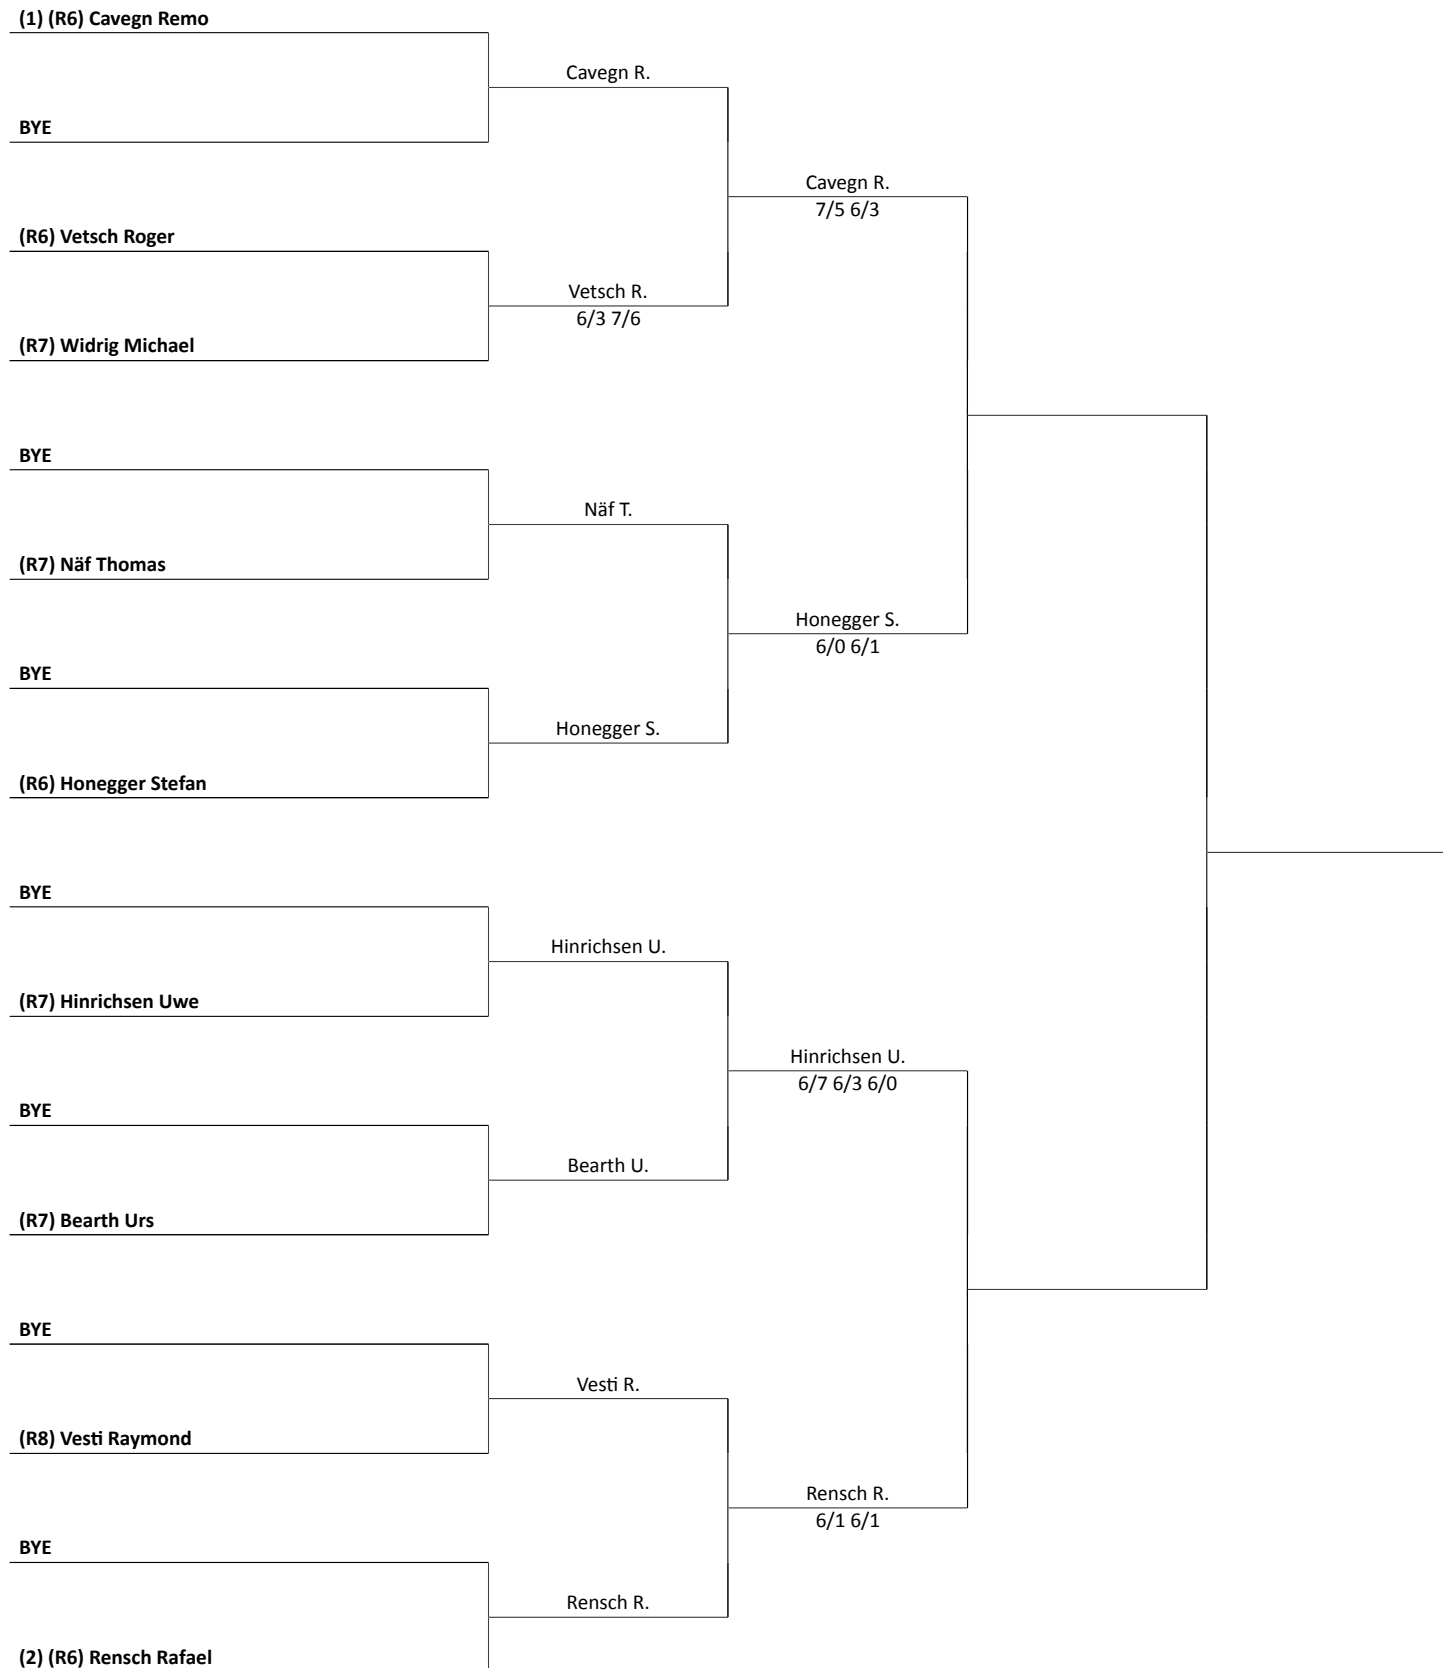 (1) (R6) Cavegn Remo
Cavegn R.
BYE
Cavegn R.
7/5 6/3
(R6) Vetsch Roger
Vetsch R.
6/3 7/6
(R7) Widrig Michael
BYE
Näf T.
(R7) Näf Thomas
Honegger S.
6/0 6/1
BYE
Honegger S.
(R6) Honegger Stefan
BYE
Hinrichsen U.
(R7) Hinrichsen Uwe
Hinrichsen U.
6/7 6/3 6/0
BYE
Bearth U.
(R7) Bearth Urs
BYE
Vesti R.
(R8) Vesti Raymond
Rensch R.
6/1 6/1
BYE
Rensch R.
(2) (R6) Rensch Rafael